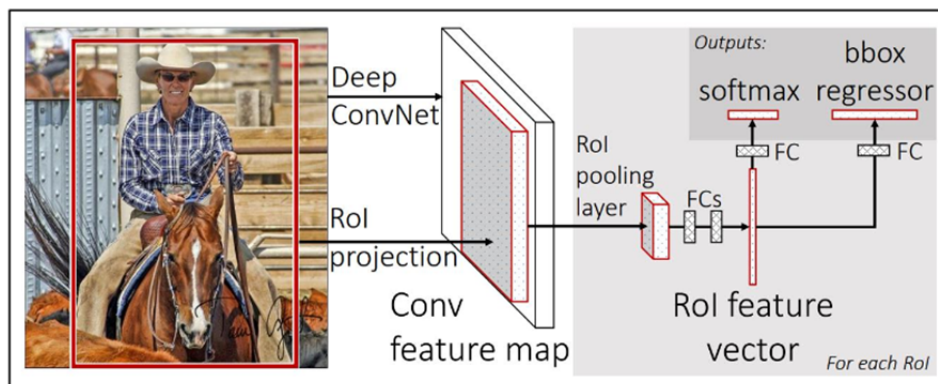 Deep
ConvNet
RoI
projection
Conv
feature map
RoI
pooling
layer
FCs
RoI feature
vector
For each RoI
Outputs:
softmax
bbox
regressor
FC
FC